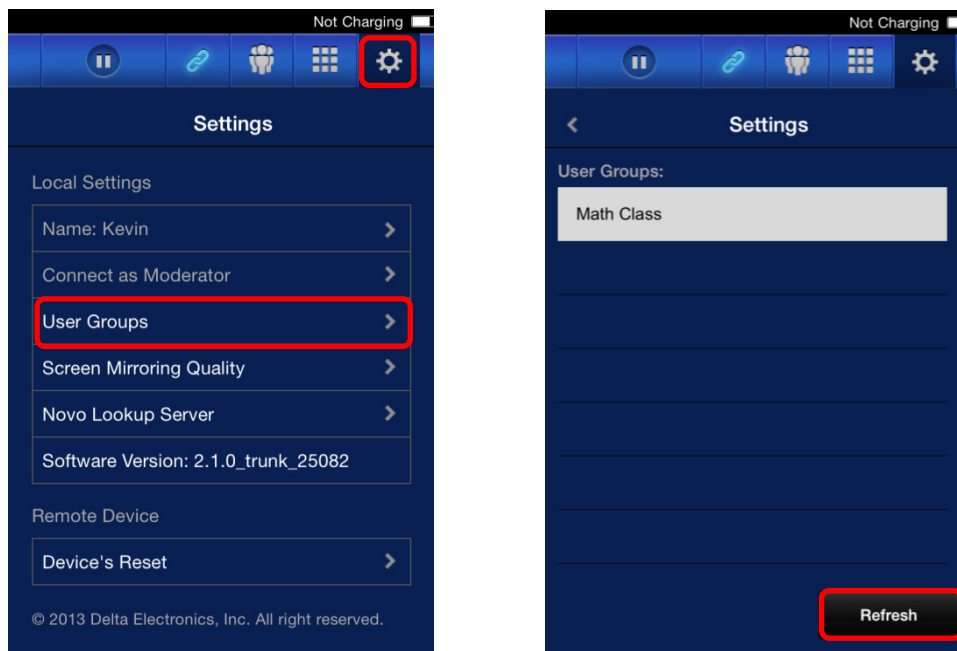 Not Charging
Settings
Local Settings
Name: Kevin
Connect as Moderator
User Groups
Screen Mirroring Quality
Novo Lookup Server
Software Version: 2.1.0_trunk_25082
Remote Device
Device's Reset
© 2013 Delta Electronics, Inc. All right reserved.
Not Charging
Settings
User Groups:
Math Class
Refresh